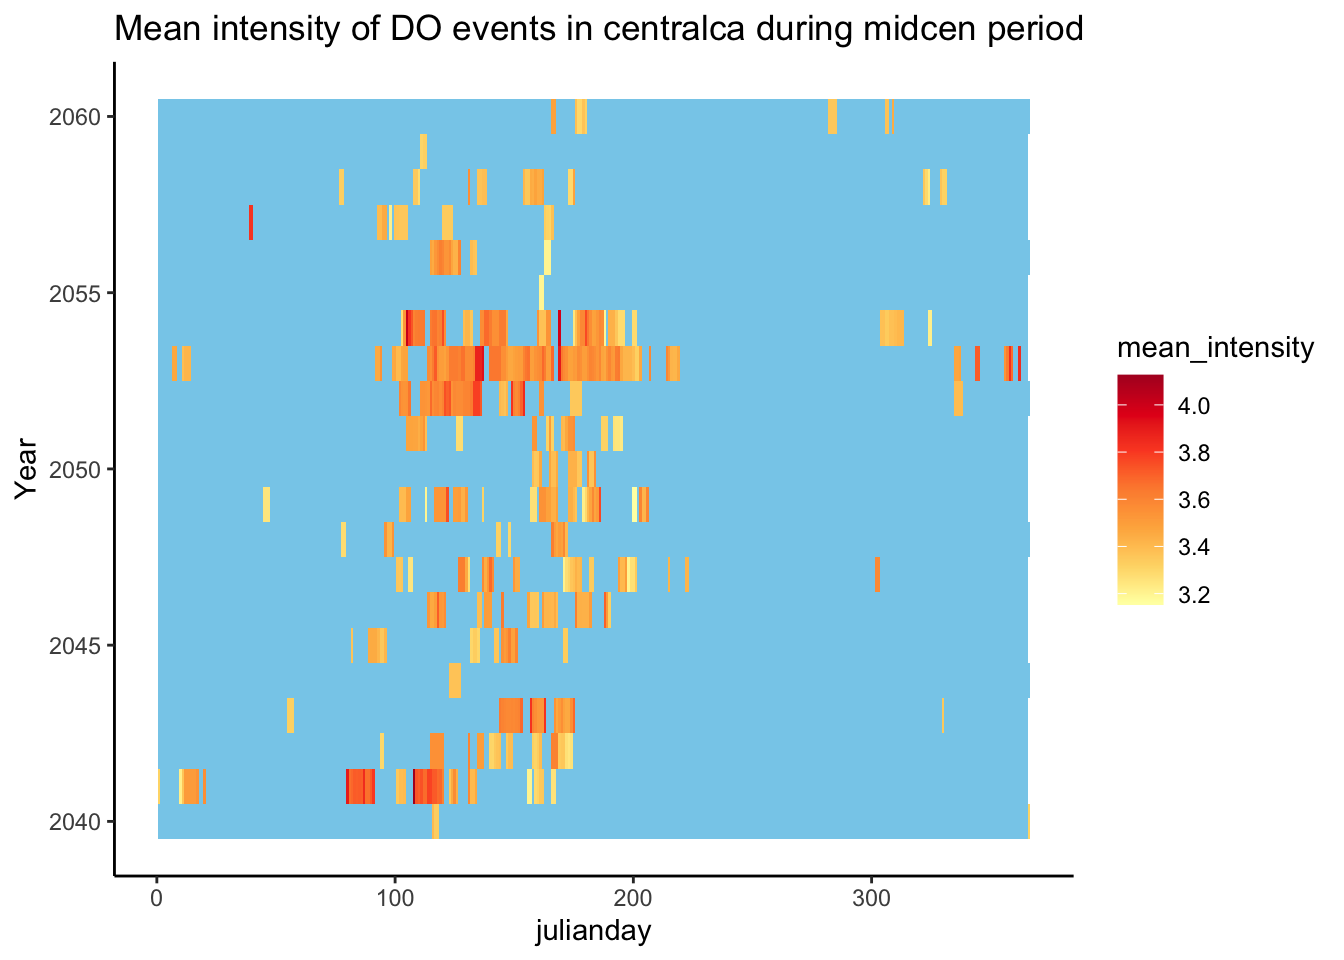 Mean intensity of DO events in centralca during midcen period
Year
2060
2055
2050
2045
2040
0 100 200 300
julianday
mean_intensity
4.0
3.8
3.6
3.4
3.2